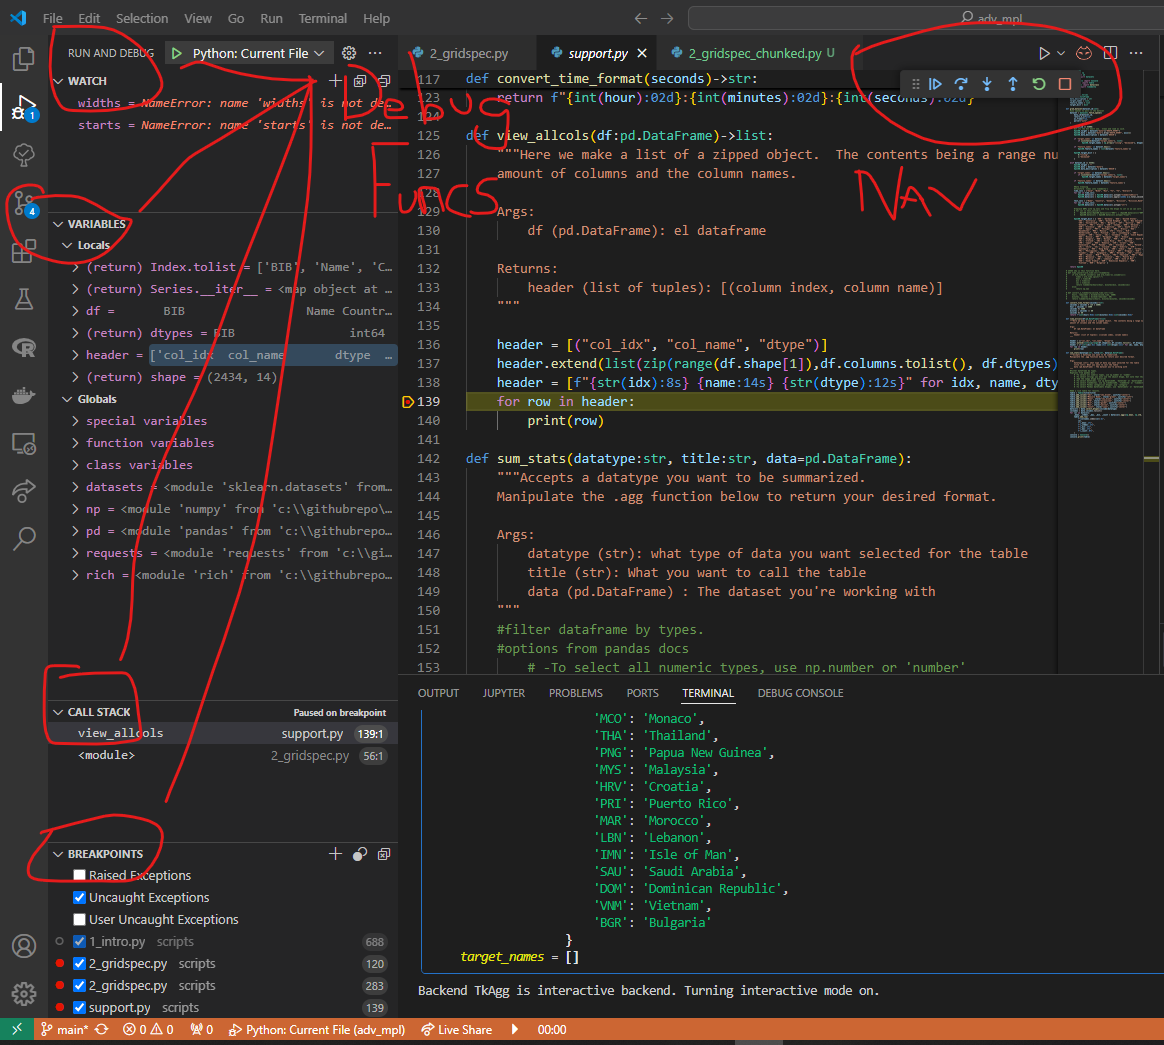 File Edit Selection View Go Run Terminal Help
adv_mpl
RUN AND DEBUG Python: Current File
WATCH
widths = NameError: name 'widths' is not de…
starts = NameError: name 'starts' is not de…
Debug
Funcs
VARIABLES
Locals
(return) Index.tolist = ['BIB', 'Name', 'C…
(return) Series.__iter__ = <map object at …
df = BIB Name Countr…
(return) dtypes = BIB int64
header = ['col_idx col_name dtype …
(return) shape = (2434, 14)
Globals
special variables
function variables
class variables
datasets = <module 'sklearn.datasets' from…
np = <module 'numpy' from 'c:\\githubrepo\…
pd = <module 'pandas' from 'c:\\githubrepo…
requests = <module 'requests' from 'c:\\gi…
rich = <module 'rich' from 'c:\\githubrepo…
CALL STACK Paused on breakpoint
view_allcols support.py 139:1
<module> 2_gridspec.py 56:1
BREAKPOINTS
Raised Exceptions
Uncaught Exceptions
User Uncaught Exceptions
1_intro.py scripts 688
2_gridspec.py scripts 120
2_gridspec.py scripts 283
support.py scripts 139
1
4
2_gridspec.py support.py 2_gridspec_chunked.py U
NAV
117 def convert_time_format(seconds)->str:
123 return f"{int(hour):02d}:{int(minutes):02d}:{int(seconds):02d}"
124
125 def view_allcols(df:pd.DataFrame)->list:
126 """Here we make a list of a zipped object. The contents being a range nu
127 amount of columns and the column names.
128
129 Args:
130 df (pd.DataFrame): el dataframe
131
132 Returns:
133 header (list of tuples): [(column index, column name)]
134 """
135
136 header = [("col_idx", "col_name", "dtype")]
137 header.extend(list(zip(range(df.shape[1]),df.columns.tolist(), df.dtypes)
138 header = [f"{str(idx):8s} {name:14s} {str(dtype):12s}" for idx, name, dty
139 for row in header:
140 print(row)
141
142 def sum_stats(datatype:str, title:str, data=pd.DataFrame):
143 """Accepts a datatype you want to be summarized.
144 Manipulate the .agg function below to return your desired format.
145
146 Args:
147 datatype (str): what type of data you want selected for the table
148 title (str): What you want to call the table
149 data (pd.DataFrame) : The dataset you're working with
150 """
151 #filter dataframe by types.
152 #options from pandas docs
153 # -To select all numeric types, use np.number or 'number'
OUTPUT JUPYTER PROBLEMS PORTS TERMINAL DEBUG CONSOLE
'MCO': 'Monaco',
'THA': 'Thailand',
'PNG': 'Papua New Guinea',
'MYS': 'Malaysia',
'HRV': 'Croatia',
'PRI': 'Puerto Rico',
'MAR': 'Morocco',
'LBN': 'Lebanon',
'IMN': 'Isle of Man',
'SAU': 'Saudi Arabia',
'DOM': 'Dominican Republic',
'VNM': 'Vietnam',
'BGR': 'Bulgaria'
}
target_names = []
Backend TkAgg is interactive backend. Turning interactive mode on.
main* 0 0 0 Python: Current File (adv_mpl) Live Share 00:00